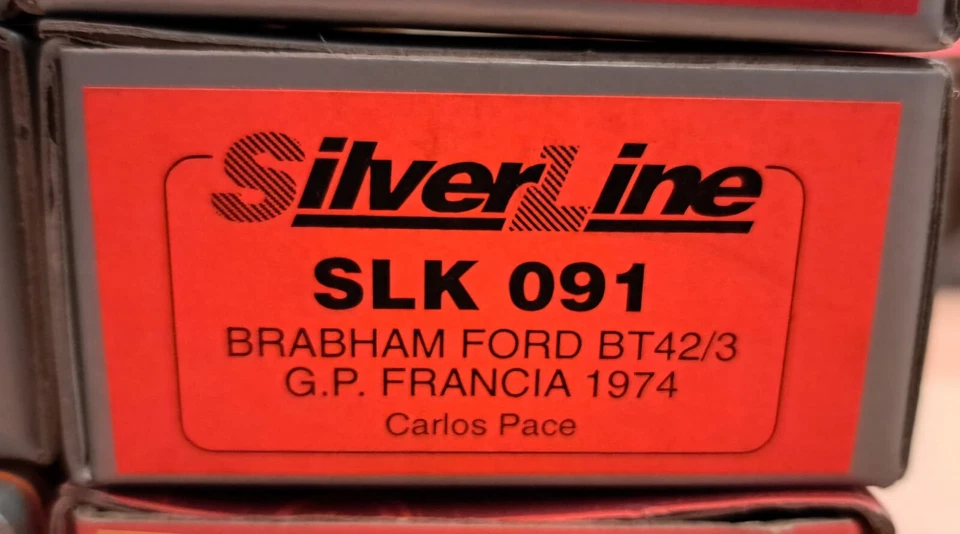 SilverLine
SLK 091
BRABHAM FORD BT42/3
G.P. FRANCIA 1974
Carlos Pace